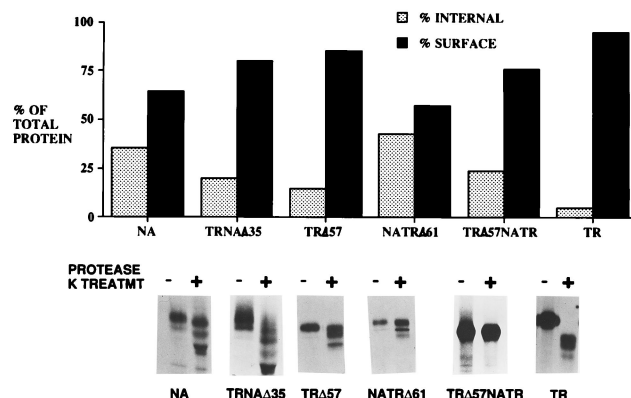 100
75
50
25
0
% OF
TOTAL
PROTEIN
% INTERNAL
% SURFACE
NA TRNAΔ35 TRΔ57 NATRΔ61 TRΔ57NATR TR
PROTEASE
K TREATMT - + - + - + - + - + - +
NA TRNAΔ35 TRΔ57 NATRΔ61 TRΔ57NATR TR